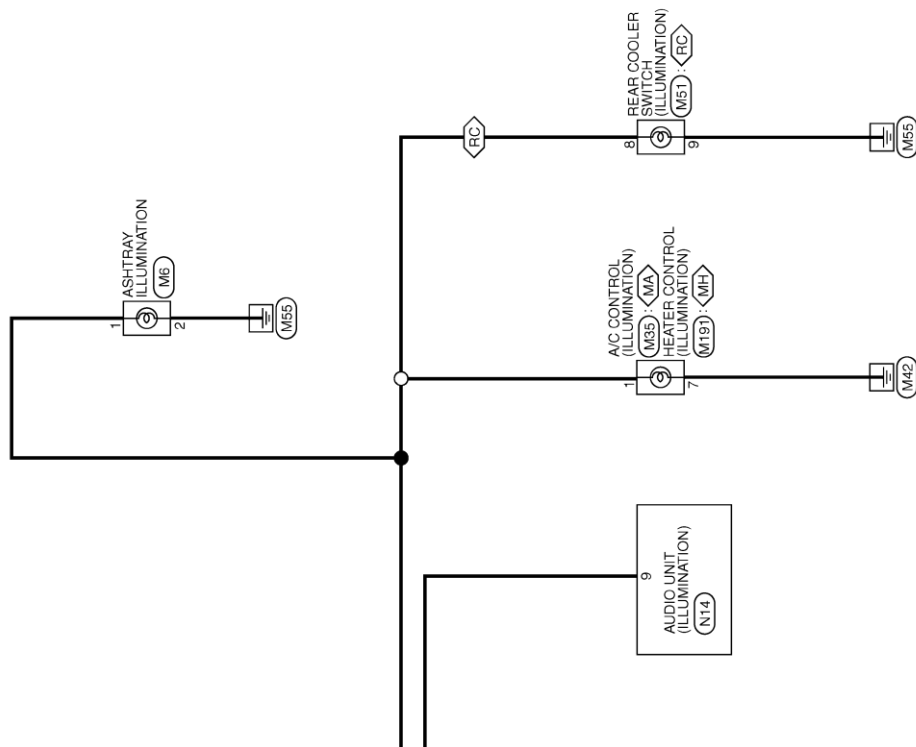 ASHTRAY
ILLUMINATION
M6
1
2
M55
RC
REAR COOLER
SWITCH
(ILLUMINATION)
M51 : RC
8
9
M55
A/C CONTROL
(ILLUMINATION)
M35 : MA
HEATER CONTROL
(ILLUMINATION)
M191 : MH
1
7
M42
9
AUDIO UNIT
(ILLUMINATION)
N14